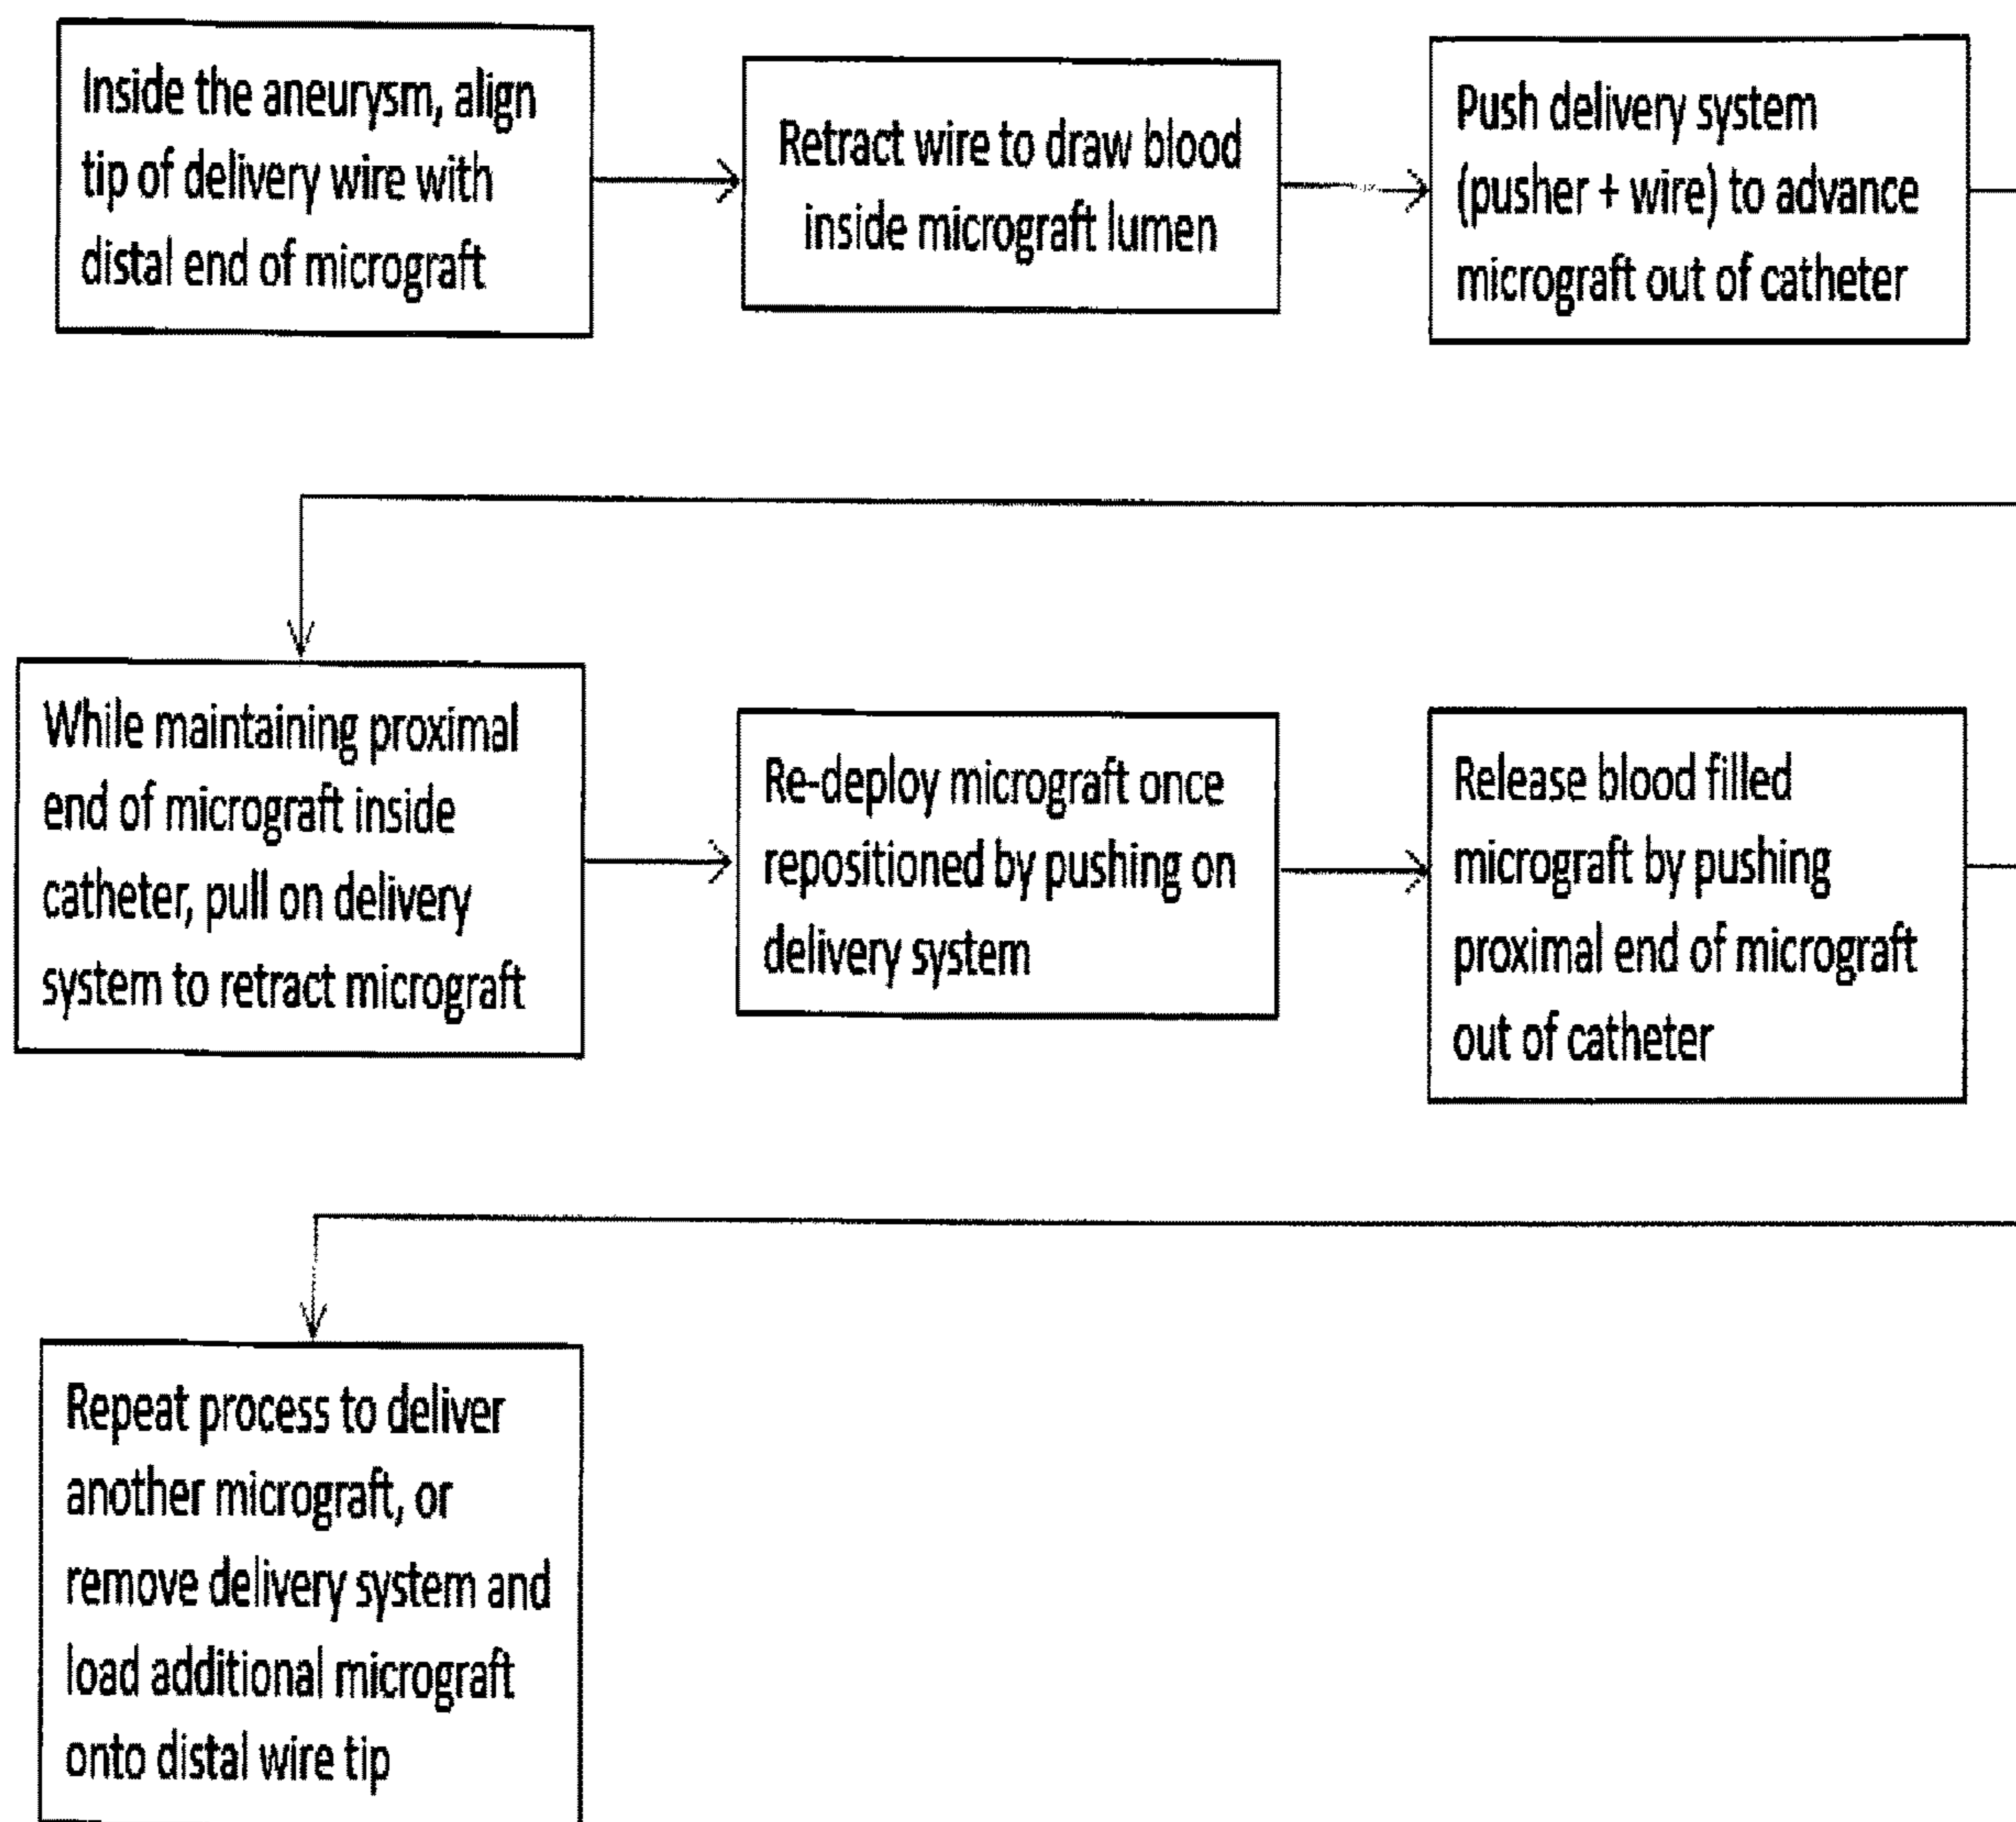 Inside the aneurysm, align
tip of delivery wire with
distal end of micrograft
Retract wire to draw blood
inside micrograft lumen
Push delivery system
(pusher + wire) to advance
micrograft out of catheter
While maintaining proximal
end of micrograft inside
catheter, pull on delivery
system to retract micrograft
Re-deploy micrograft once
repositioned by pushing on
delivery system
Release blood filled
micrograft by pushing
proximal end of micrograft
out of catheter
Repeat process to deliver
another micrograft, or
remove delivery system and
load additional micrograft
onto distal wire tip